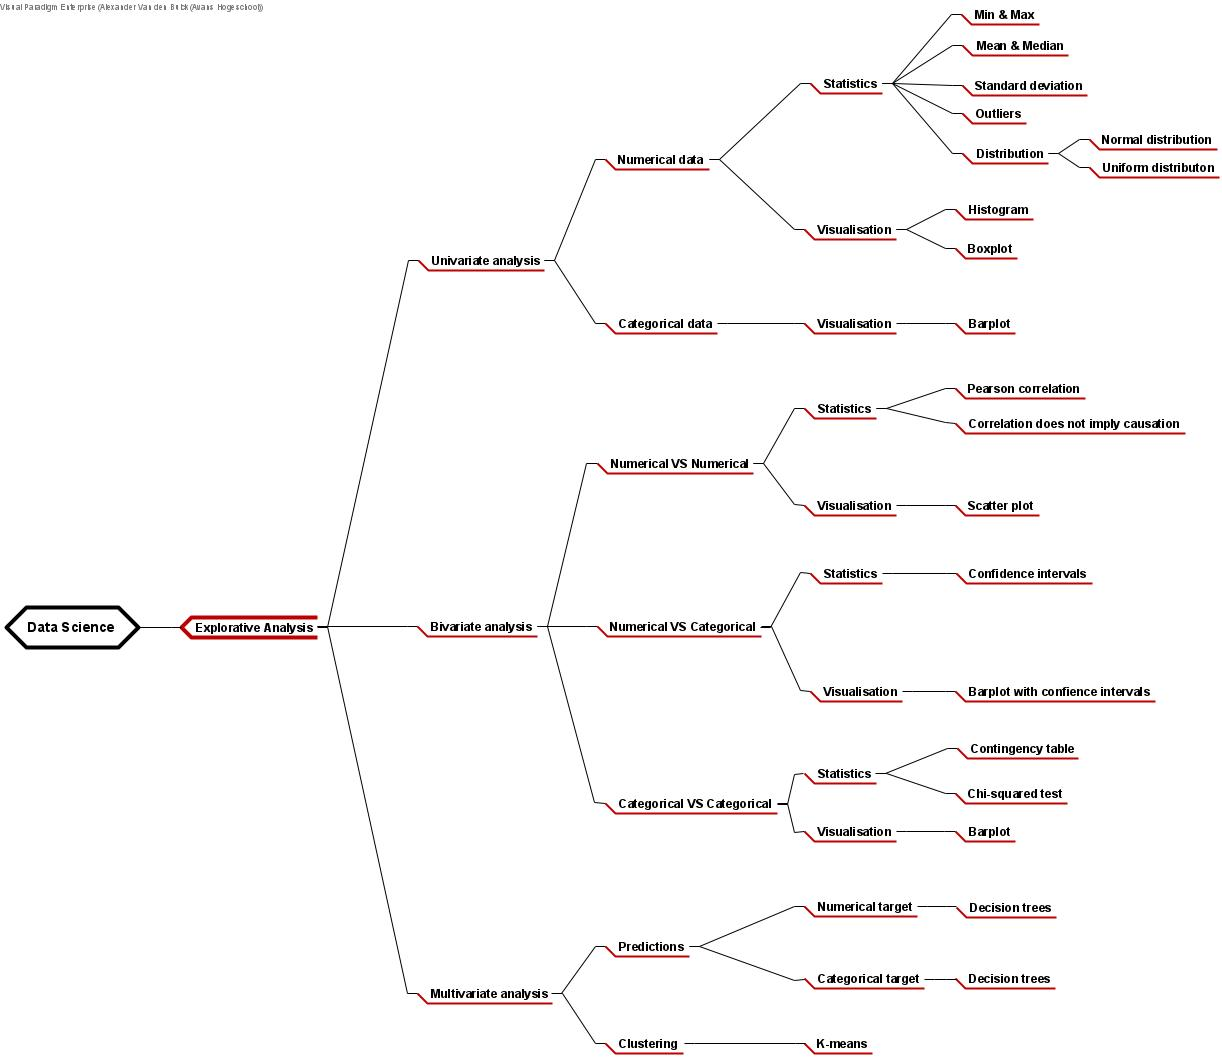 Visual Paradigm Enterprise (Alexander Van den Bulck (Avans Hogeschool))
Min & Max
Mean & Median
Statistics
Standard deviation
Outliers
Normal distribution
Distribution
Numerical data
Uniform distributon
Histogram
Visualisation
Boxplot
Univariate analysis
Categorical data
Visualisation
Barplot
Pearson correlation
Statistics
Correlation does not imply causation
Numerical VS Numerical
Visualisation
Scatter plot
Statistics
Confidence intervals
Data Science
Explorative Analysis
Bivariate analysis
Numerical VS Categorical
Visualisation
Barplot with confience intervals
Contingency table
Statistics
Chi-squared test
Categorical VS Categorical
Visualisation
Barplot
Numerical target
Decision trees
Predictions
Categorical target
Decision trees
Multivariate analysis
Clustering
K-means